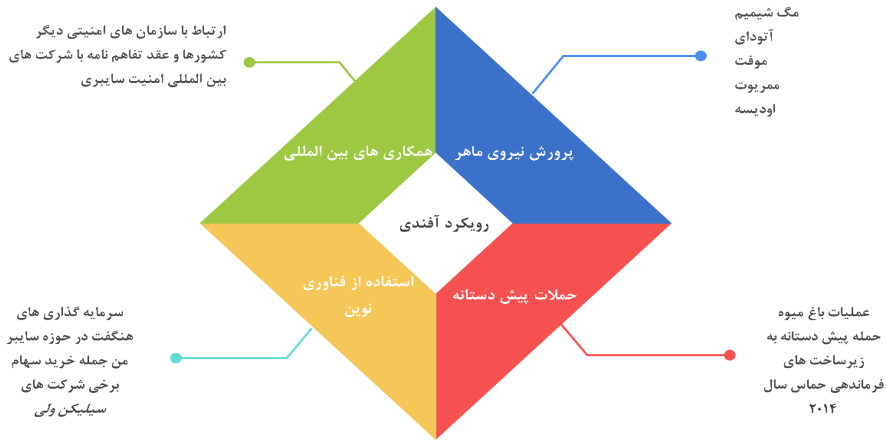 مگ شیمیم
آتودای
موفت
ممریوت
اودیسه
ارتباط با سازمان های امنیتی دیگر
کشورها و عقد تفاهم نامه با شرکت های
بین المللی امنیت سایبری
پرورش نیروی ماهر
همکاری های بین المللی
رویکرد آفندی
حملات پیش دستانه
استفاده از فناوری
نوین
عملیات باغ میوه
حمله پیش دستانه به
زیرساخت های
فرماندهی حماس سال
۲۰۱۴
سرمایه گذاری های
هنگفت در حوزه سایبر
من جمله خرید سهام
برخی شرکت های
سیلیکن ولی